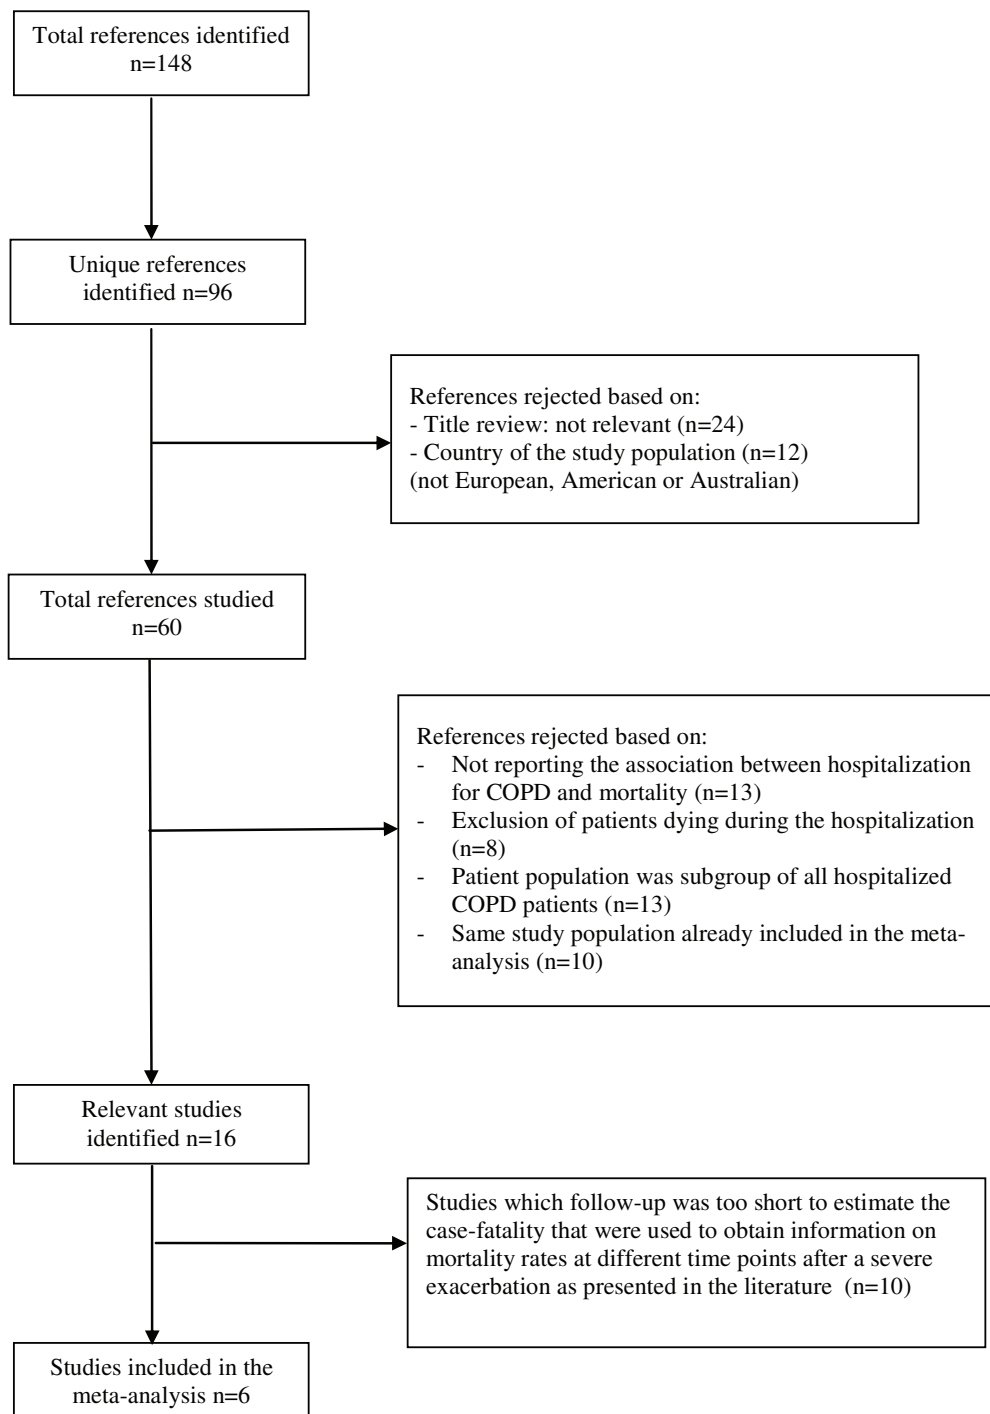 Total references identified
n=148
Unique references
identified n=96
References rejected based on:
- Title review: not relevant (n=24)
- Country of the study population (n=12)
(not European, American or Australian)
Total references studied
n=60
References rejected based on:
- Not reporting the association between hospitalization
for COPD and mortality (n=13)
- Exclusion of patients dying during the hospitalization
(n=8)
- Patient population was subgroup of all hospitalized
COPD patients (n=13)
- Same study population already included in the meta-
analysis (n=10)
Relevant studies
identified n=16
Studies which follow-up was too short to estimate the
case-fatality that were used to obtain information on
mortality rates at different time points after a severe
exacerbation as presented in the literature (n=10)
Studies included in the
meta-analysis n=6